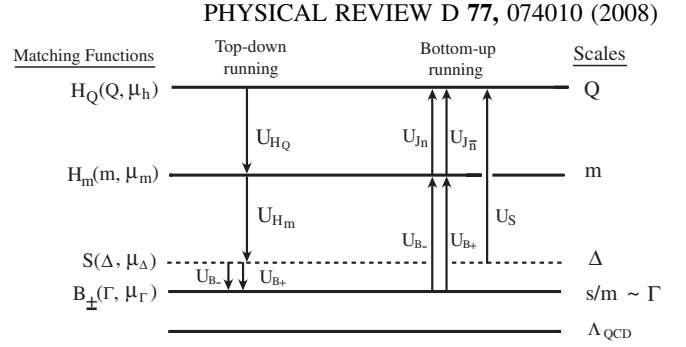 PHYSICAL REVIEW D 77, 074010 (2008)
Matching Functions Top-down running Bottom-up running Scales
H_Q(Q, μ_h) Q
U_{H_Q} U_{J_n} U_{J_n̄}
H_m(m, μ_m) m
U_{H_m} U_{B_-} U_{B_+} U_S
S(Δ, μ_Δ) Δ
U_{B_-} U_{B_+}
B_±(Γ, μ_Γ) s/m ~ Γ
Λ_QCD